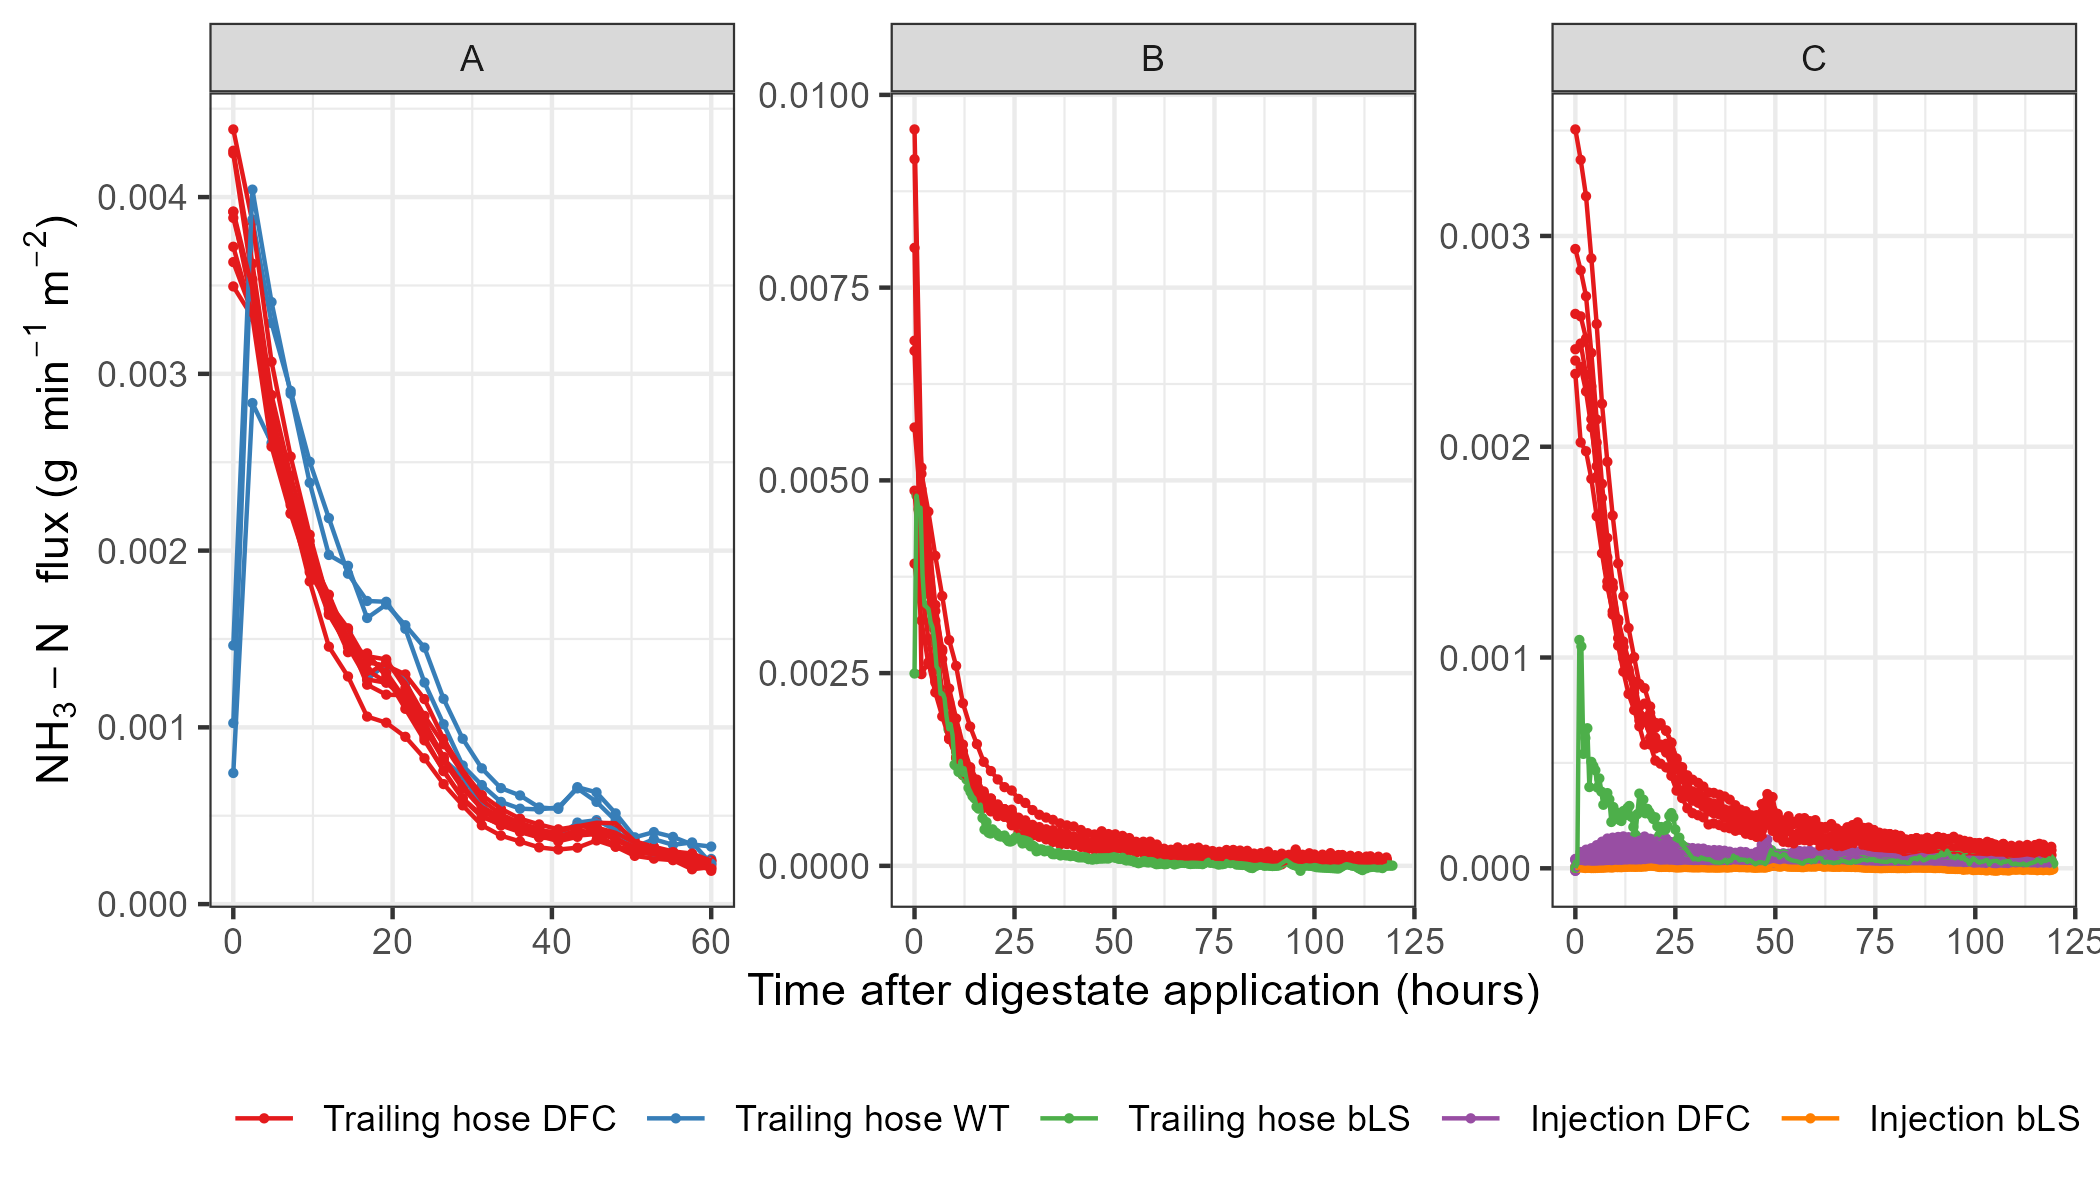 A
B
C
NH₃ − N flux (g min⁻¹ m⁻²)
0.004
0.003
0.002
0.001
0.000
0.0100
0.0075
0.0050
0.0025
0.0000
0.003
0.002
0.001
0.000
0 20 40 60
0 25 50 75 100 125
0 25 50 75 100 125
Time after digestate application (hours)
Trailing hose DFC Trailing hose WT Trailing hose bLS Injection DFC Injection bLS